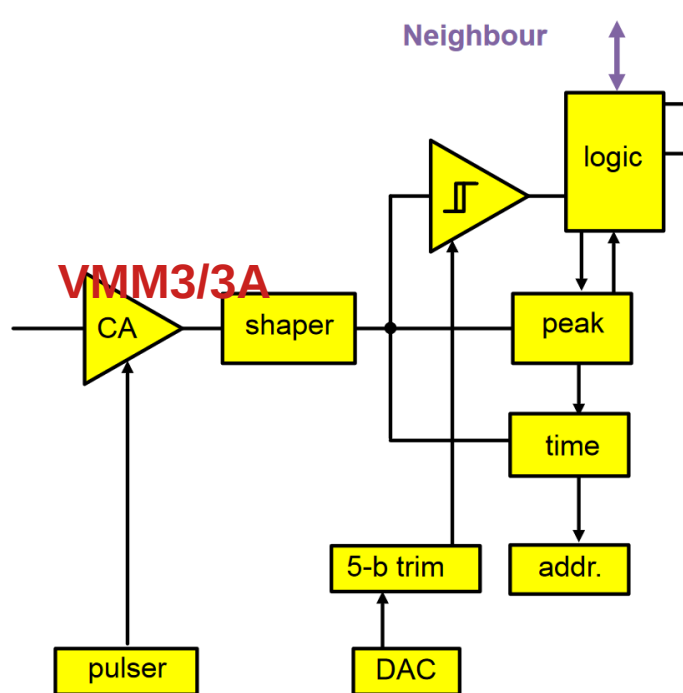 Neighbour
logic
VMM3/3A
CA
shaper
peak
time
5-b trim
addr.
pulser
DAC